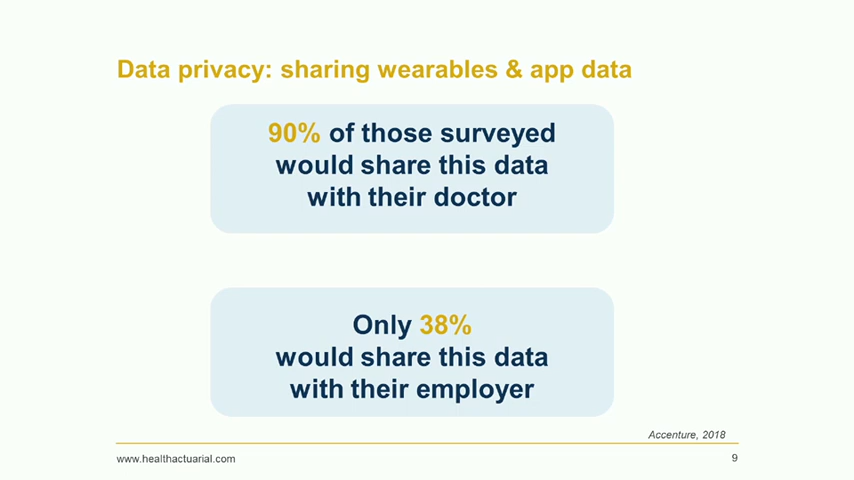 Data privacy: sharing wearables & app data
90% of those surveyed
would share this data
with their doctor
Only 38%
would share this data
with their employer
Accenture, 2018
www.healthactuarial.com
9